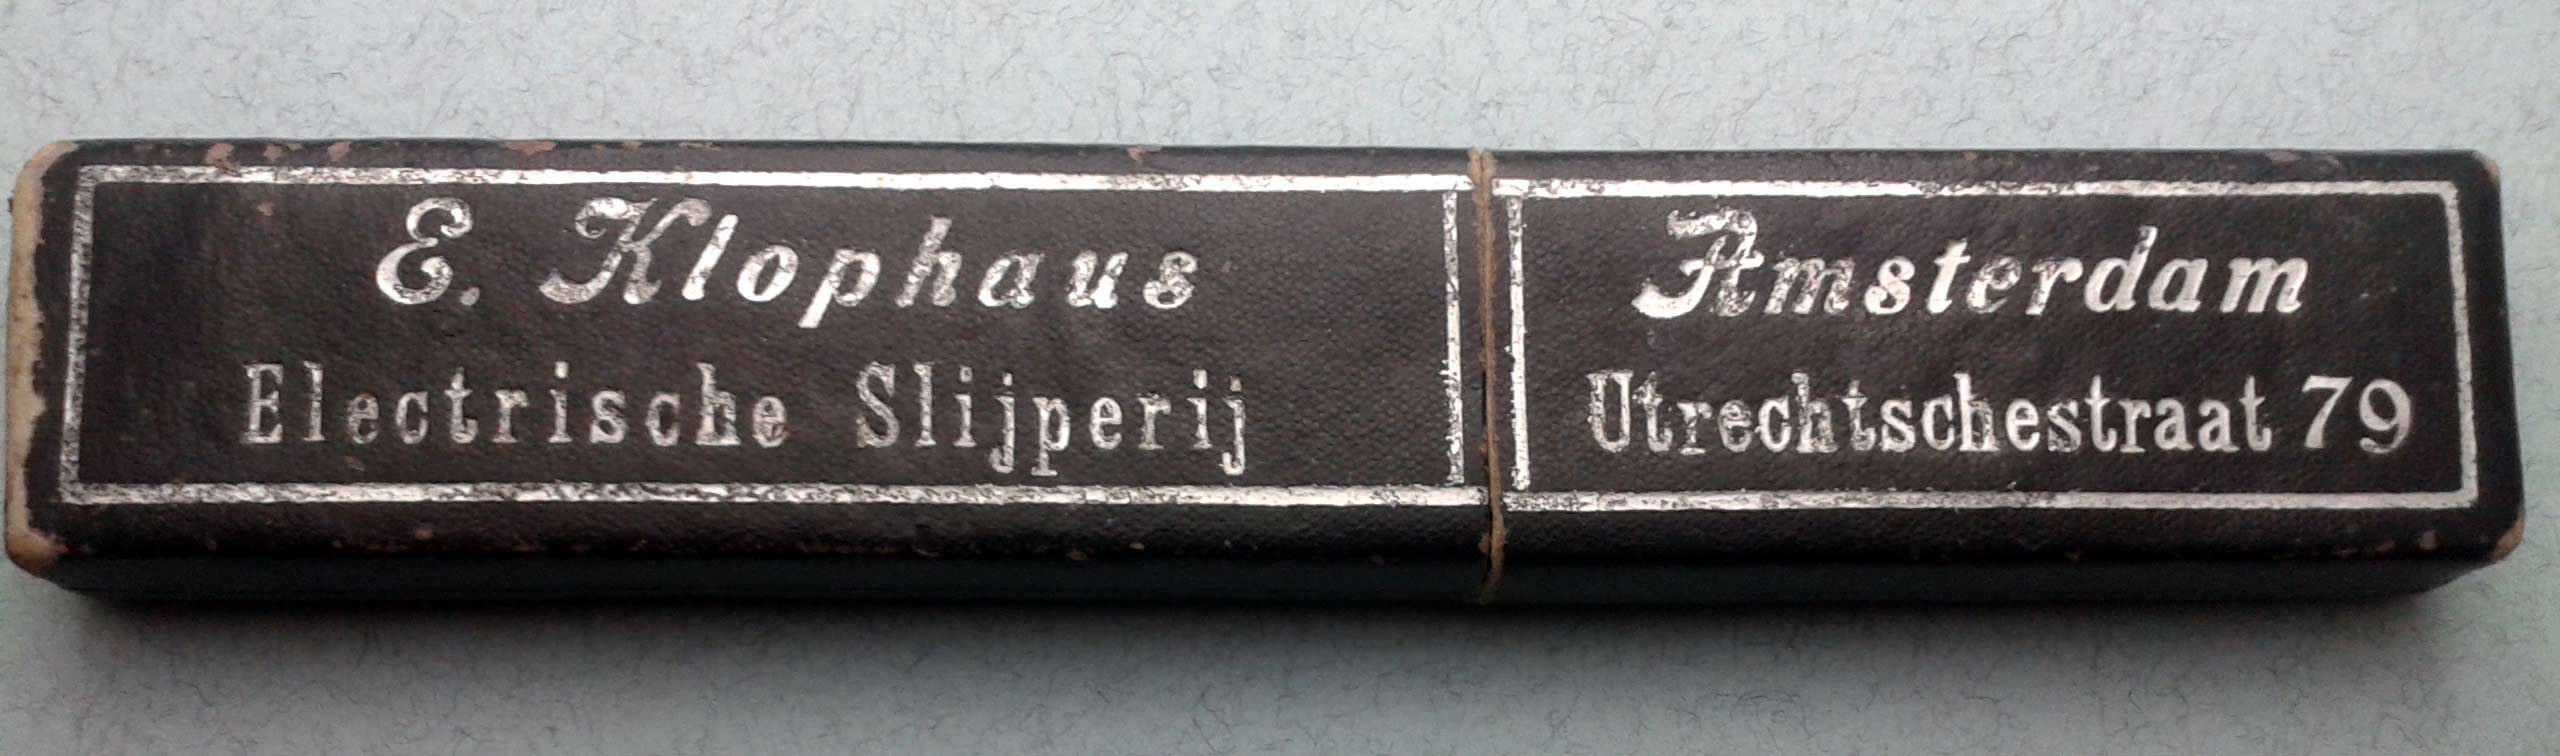 E. Klophaus
Electrische Slijperij
Amsterdam
Utrechtschestraat 79